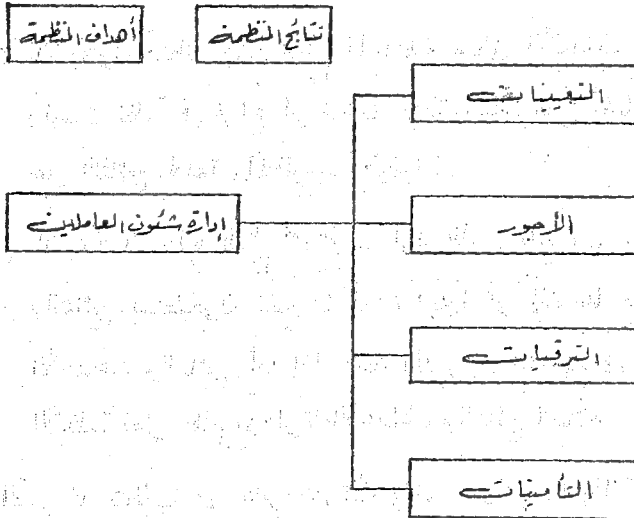 نتائج المنظمة
أهداف المنظمة
التعيينات
إدارة شئون العاملين
الأجور
الترقيات
التأمينات